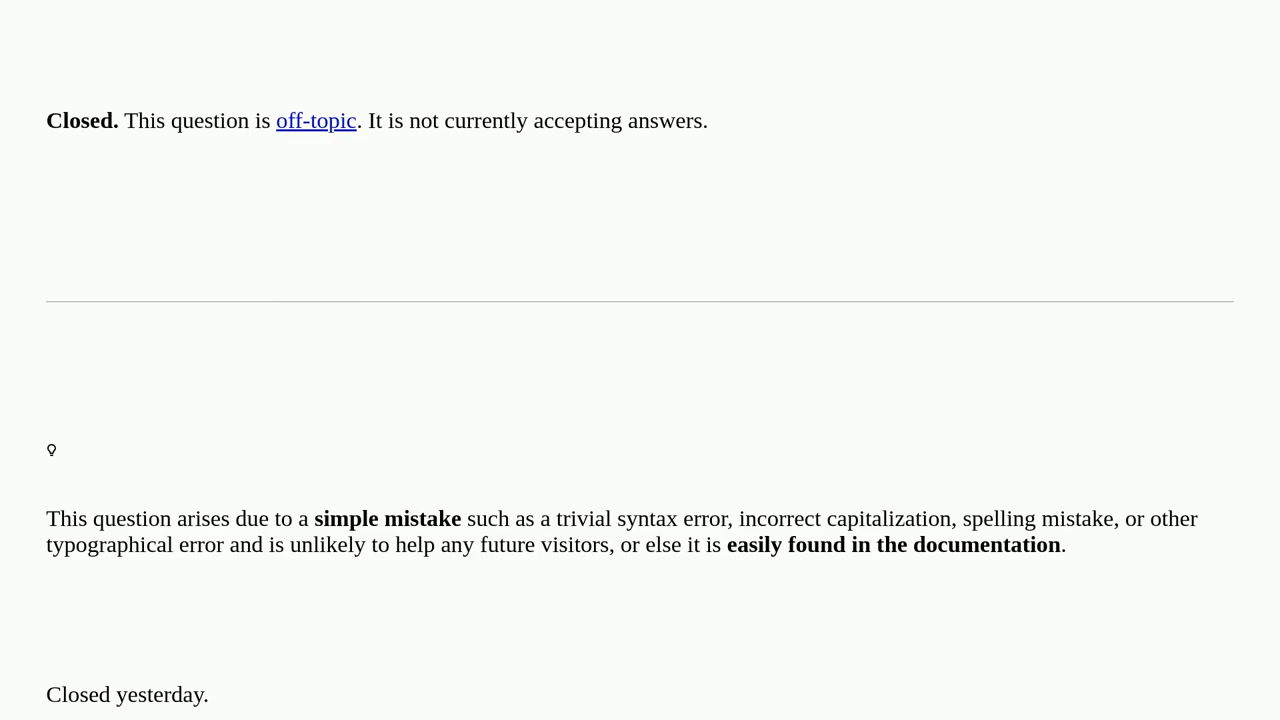 Closed. This question is off-topic. It is not currently accepting answers.
This question arises due to a simple mistake such as a trivial syntax error, incorrect capitalization, spelling mistake, or other
typographical error and is unlikely to help any future visitors, or else it is easily found in the documentation.
Closed yesterday.